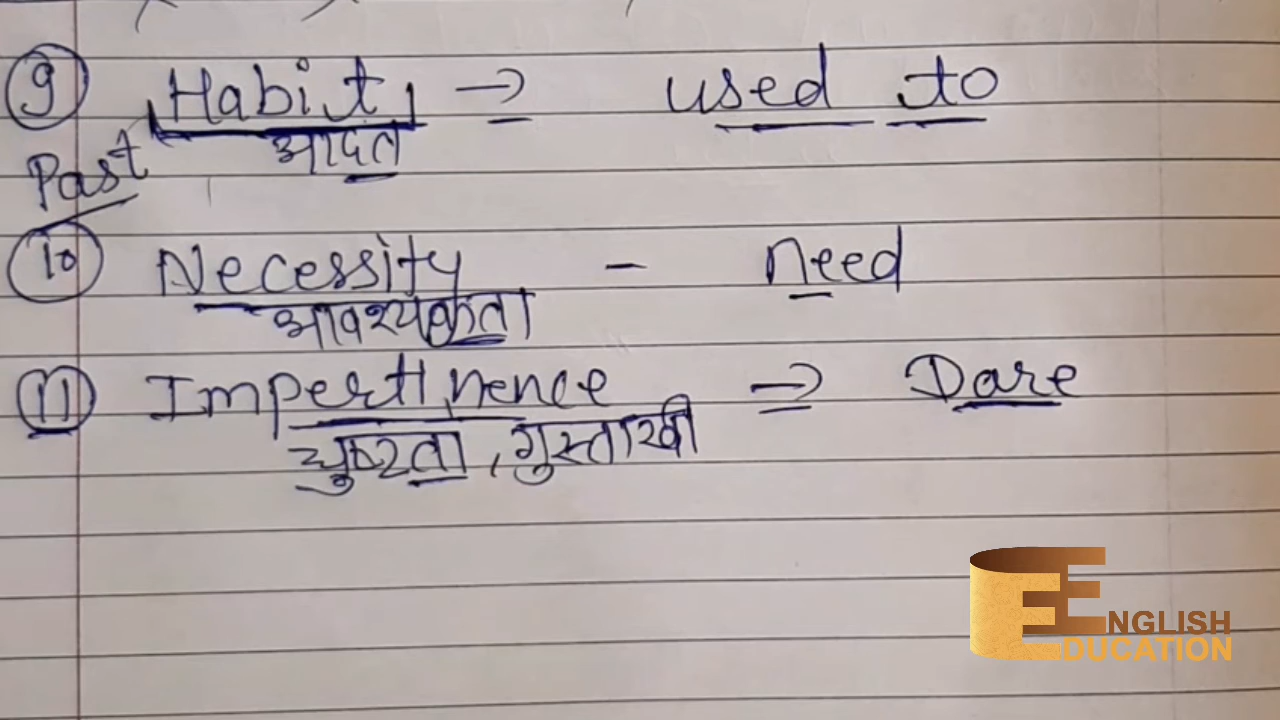 9 Habit → used to
आदत
Past
10 Necessity - need
आवश्यकता
11 Impertinence ⇒ Dare
धृष्टता, गुस्ताखी
ENGLISH
EDUCATION